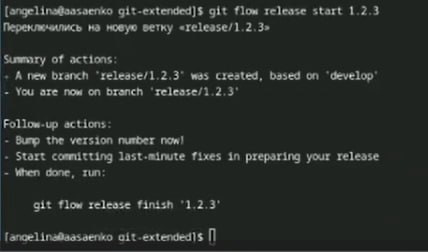 [angelina@aasaenko git-extended]$ git flow release start 1.2.3
Переключились на новую ветку «release/1.2.3»
Summary of actions:
- A new branch 'release/1.2.3' was created, based on 'develop'
- You are now on branch 'release/1.2.3'
Follow-up actions:
- Bump the version number now!
- Start committing last-minute fixes in preparing your release
- When done, run:
git flow release finish '1.2.3'
[angelina@aasaenko git-extended]$